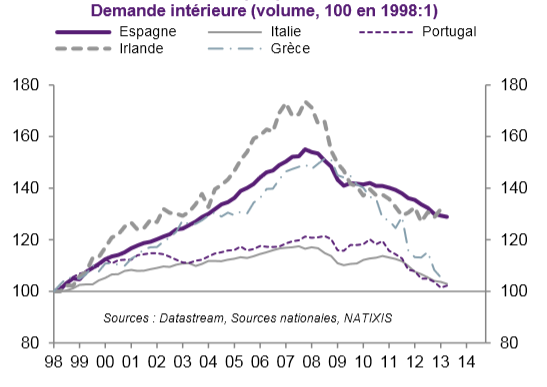 Demande intérieure (volume, 100 en 1998:1)
Espagne Italie Portugal
Irlande Grèce
180 180
160 160
140 140
120 120
100 100
Sources : Datastream, Sources nationales, NATIXIS
80 80
98 99 00 01 02 03 04 05 06 07 08 09 10 11 12 13 14